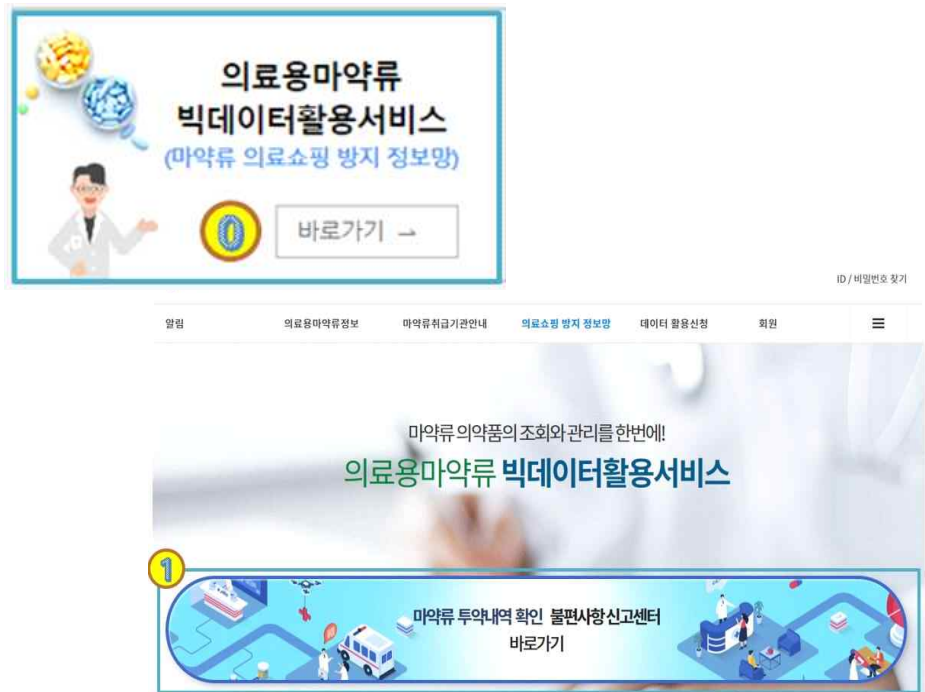 의료용마약류
빅데이터활용서비스
(마약류 의료쇼핑 방지 정보망)
0
바로가기 →
ID / 비밀번호 찾기
알림 의료용마약류정보 마약류취급기관안내 의료쇼핑 방지 정보망 데이터 활용신청 회원
마약류 의약품의 조회와 관리를 한번에!
의료용마약류 빅데이터활용서비스
1
마약류 투약내역 확인 불편사항신고센터
바로가기